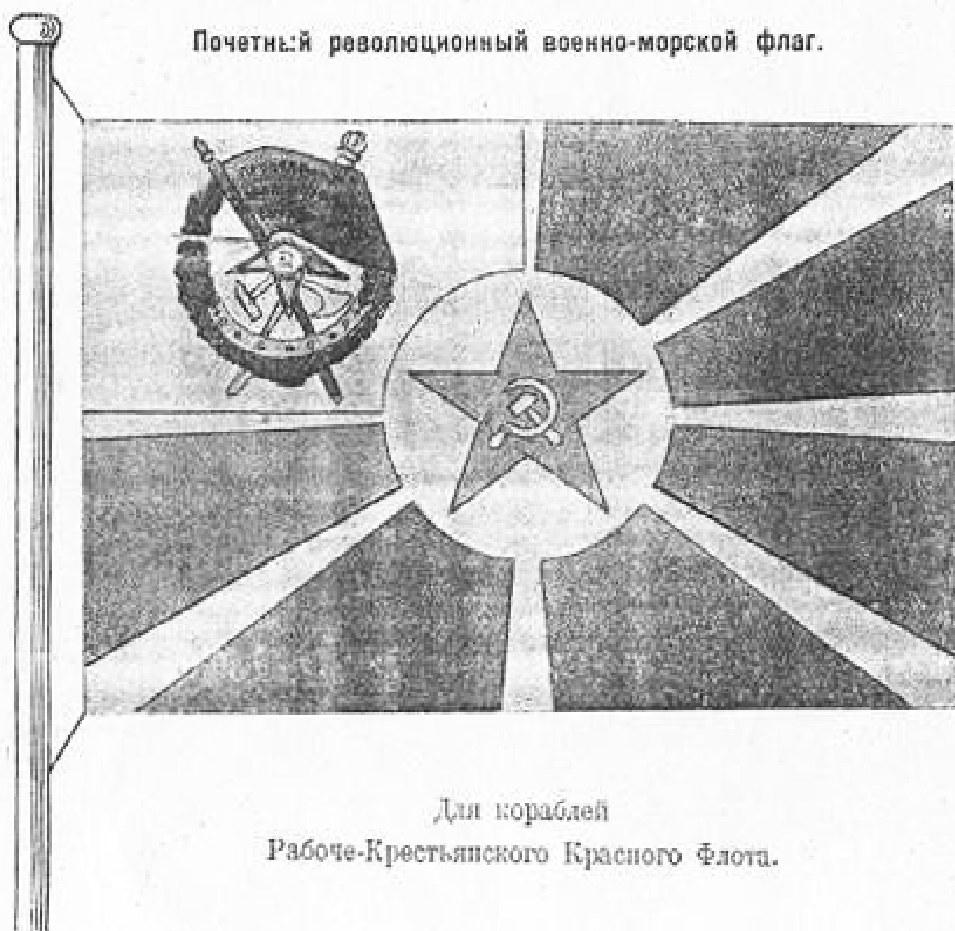 Почетный революционный военно-морской флаг.
Для кораблей
Рабоче-Крестьянского Красного Флота.